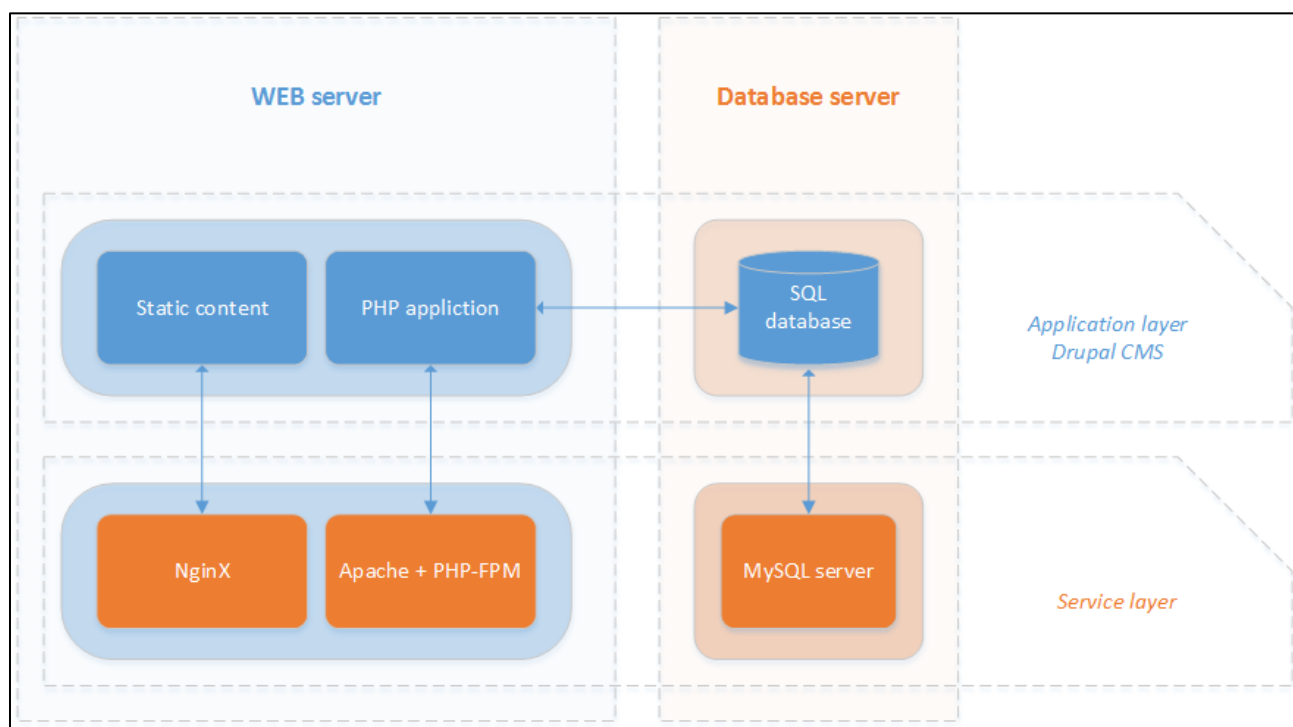 WEB server
Database server
Static content
PHP appliction
SQL
database
Application layer
Drupal CMS
NginX
Apache + PHP-FPM
MySQL server
Service layer